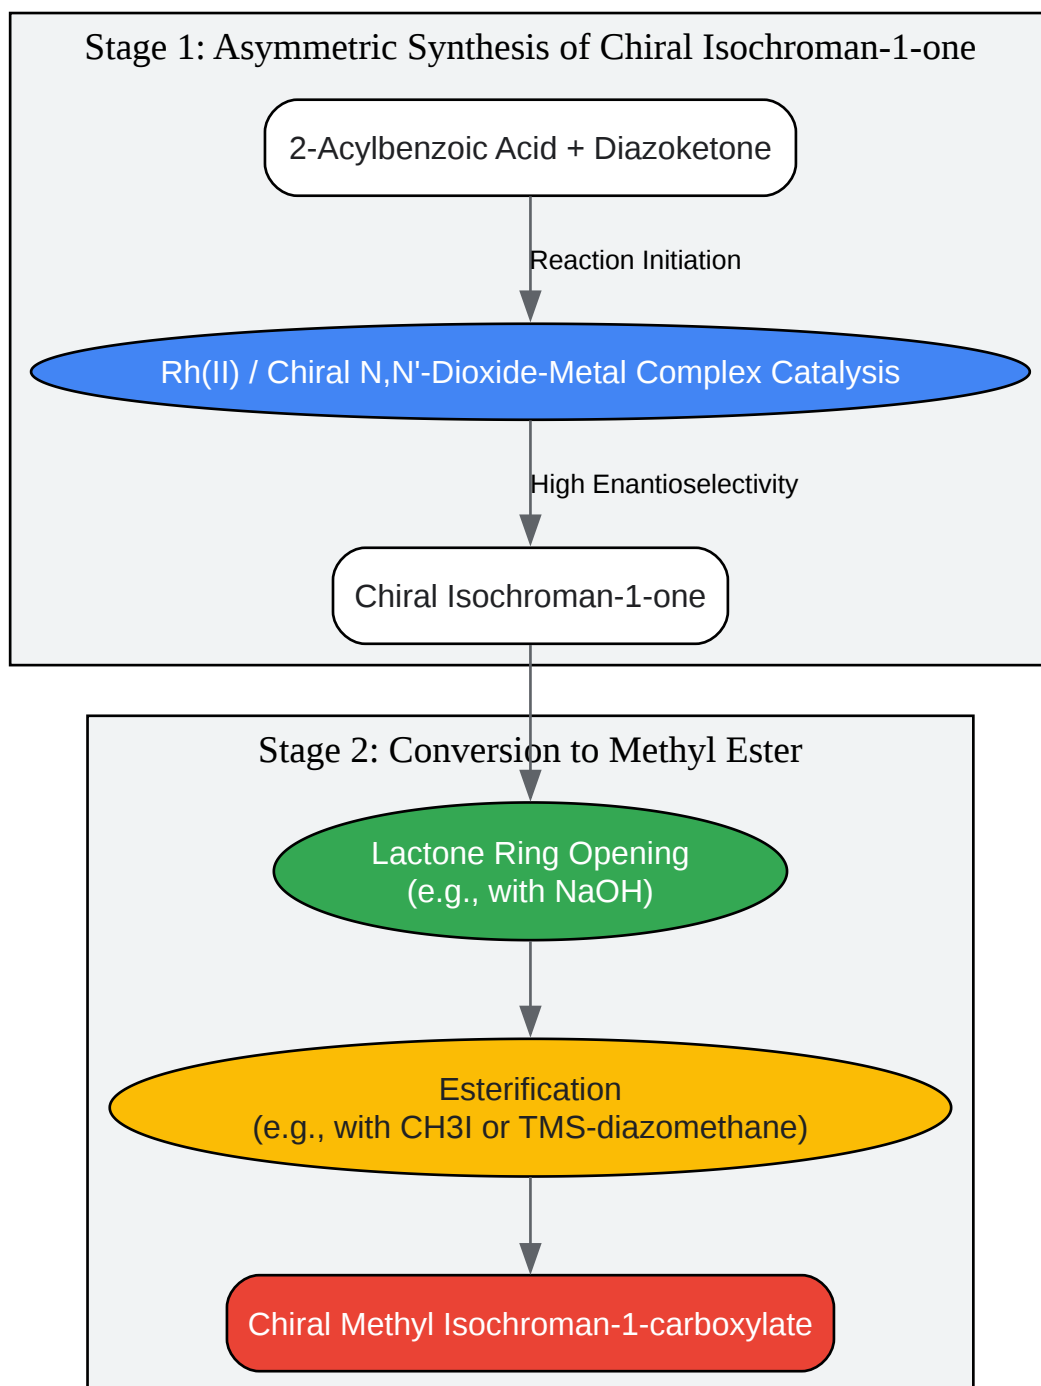 Stage 1: Asymmetric Synthesis of Chiral Isochroman-1-one
2-Acylbenzoic Acid + Diazoketone
Reaction Initiation
Rh(II) / Chiral N,N'-Dioxide-Metal Complex Catalysis
High Enantioselectivity
Chiral Isochroman-1-one
Stage 2: Conversion to Methyl Ester
Lactone Ring Opening
(e.g., with NaOH)
Esterification
(e.g., with CH3I or TMS-diazomethane)
Chiral Methyl Isochroman-1-carboxylate